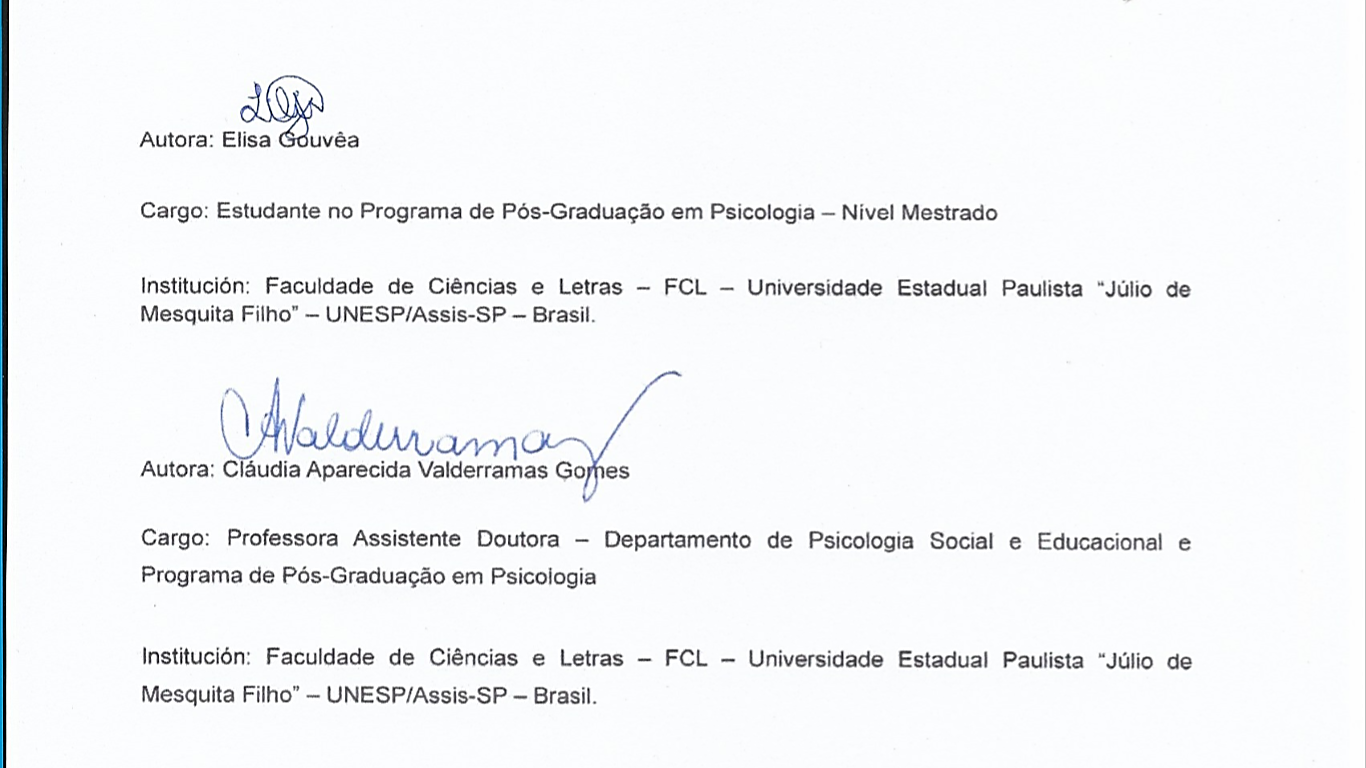 Autora: Elisa Gouvêa
Cargo: Estudante no Programa de Pós-Graduação em Psicologia – Nível Mestrado
Institución: Faculdade de Ciências e Letras – FCL – Universidade Estadual Paulista “Júlio de
Mesquita Filho” – UNESP/Assis-SP – Brasil.
Autora: Cláudia Aparecida Valderramas Gomes
Cargo: Professora Assistente Doutora – Departamento de Psicologia Social e Educacional e
Programa de Pós-Graduação em Psicologia
Institución: Faculdade de Ciências e Letras – FCL – Universidade Estadual Paulista “Júlio de
Mesquita Filho” – UNESP/Assis-SP – Brasil.